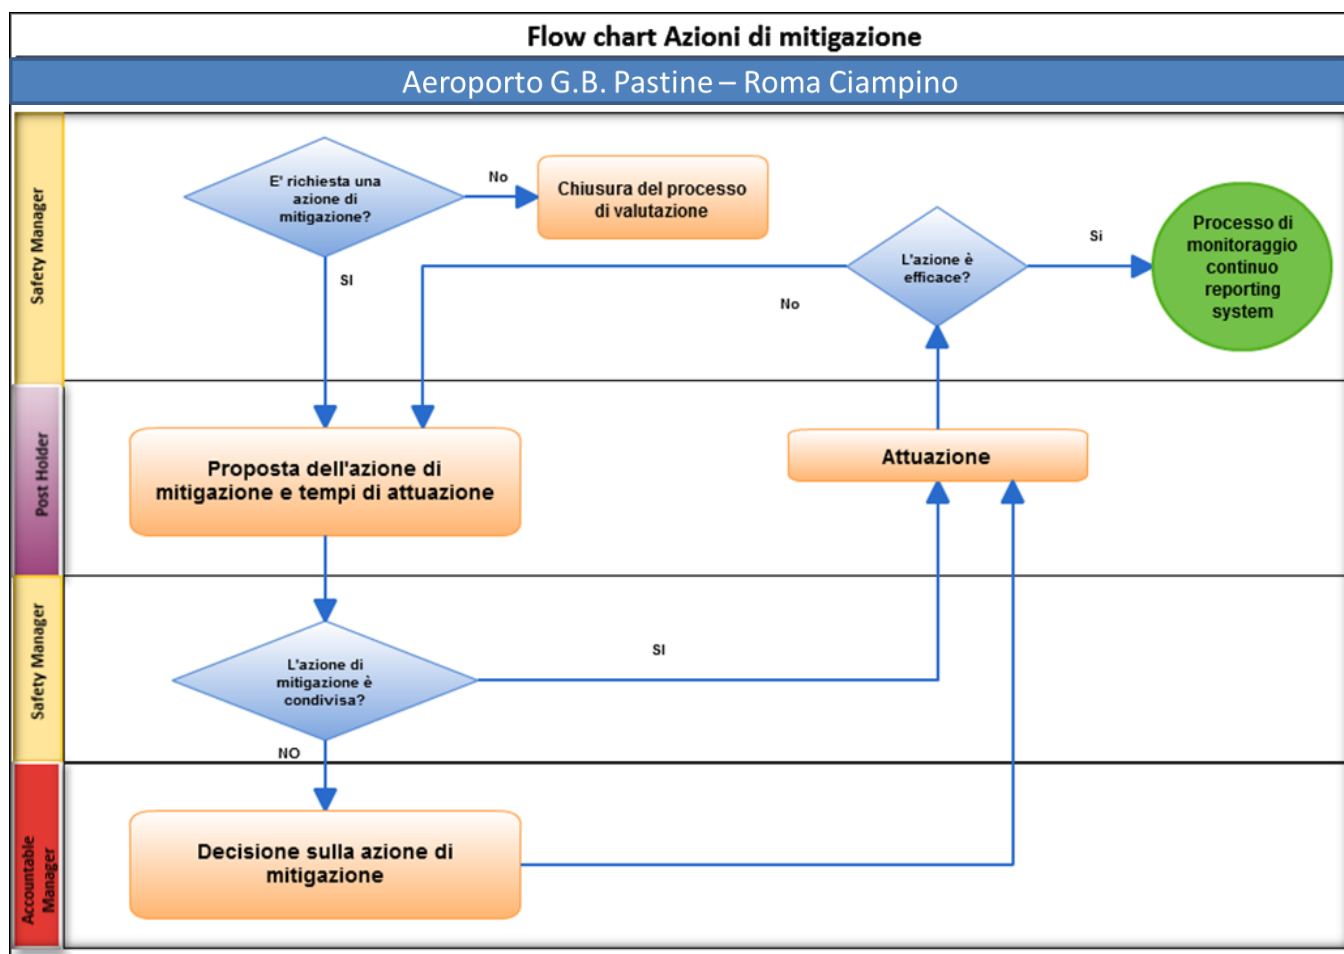 Flow chart Azioni di mitigazione
Aeroporto G.B. Pastine – Roma Ciampino
Safety Manager
E' richiesta una
azione di
mitigazione?
No
Chiusura del processo
di valutazione
SI
L'azione è
efficace?
No
Si
Processo di
monitoraggio
continuo
reporting
system
Post Holder
Proposta dell'azione di
mitigazione e tempi di attuazione
Attuazione
Safety Manager
L'azione di
mitigazione è
condivisa?
SI
NO
Accountable
Manager
Decisione sulla azione di
mitigazione